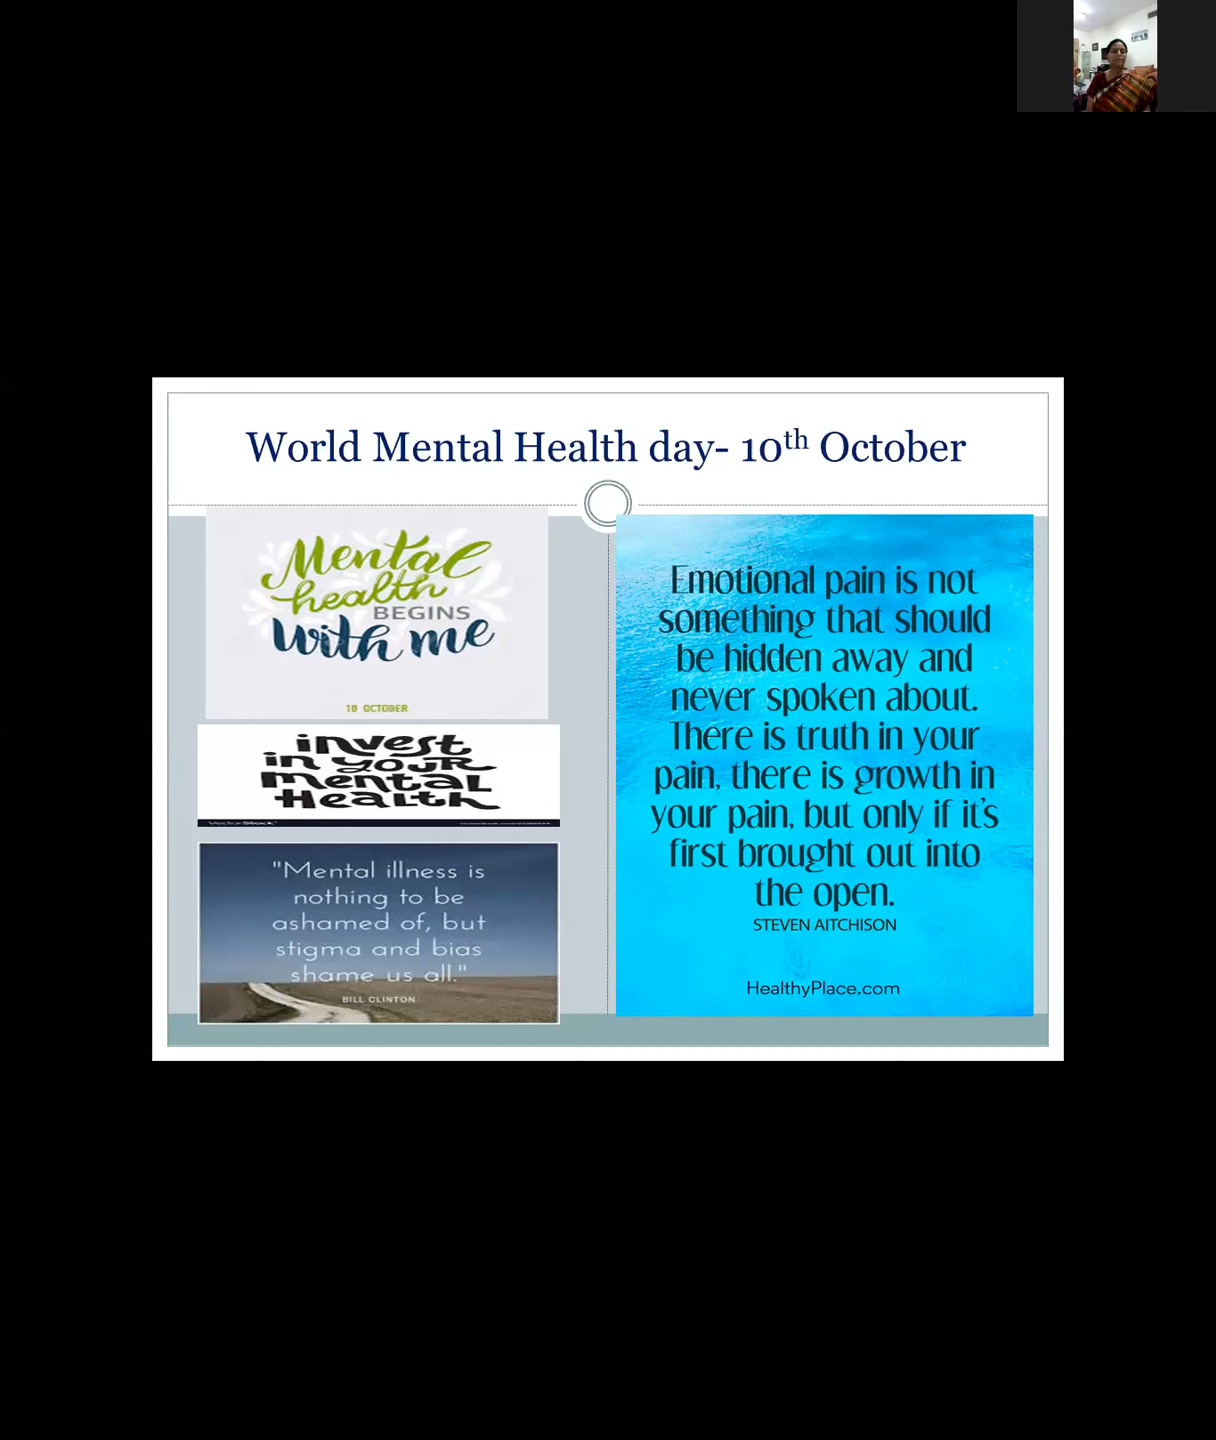 World Mental Health day- 10th October
Mental
health
BEGINS
with me
10 OCTOBER
invest
in your
mental
Health
VectorStock
"Mental illness is
nothing to be
ashamed of, but
stigma and bias
shame us all."
BILL CLINTON
Emotional pain is not
something that should
be hidden away and
never spoken about.
There is truth in your
pain, there is growth in
your pain, but only if it's
first brought out into
the open.
STEVEN AITCHISON
HealthyPlace.com